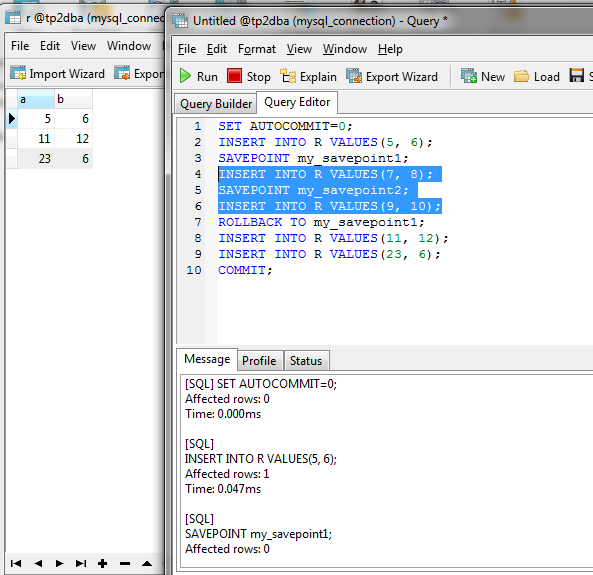 r @tp2dba (mysql_connection)
File Edit View Window
Import Wizard Expor
a b
5 6
11 12
23 6
Untitled @tp2dba (mysql_connection) - Query *
File Edit Format View Window Help
Run Stop Explain Export Wizard New Load S
Query Builder Query Editor
1 SET AUTOCOMMIT=0;
2 INSERT INTO R VALUES(5, 6);
3 SAVEPOINT my_savepoint1;
4 INSERT INTO R VALUES(7, 8);
5 SAVEPOINT my_savepoint2;
6 INSERT INTO R VALUES(9, 10);
7 ROLLBACK TO my_savepoint1;
8 INSERT INTO R VALUES(11, 12);
9 INSERT INTO R VALUES(23, 6);
10 COMMIT;
Message Profile Status
[SQL] SET AUTOCOMMIT=0;
Affected rows: 0
Time: 0.000ms
[SQL]
INSERT INTO R VALUES(5, 6);
Affected rows: 1
Time: 0.047ms
[SQL]
SAVEPOINT my_savepoint1;
Affected rows: 0